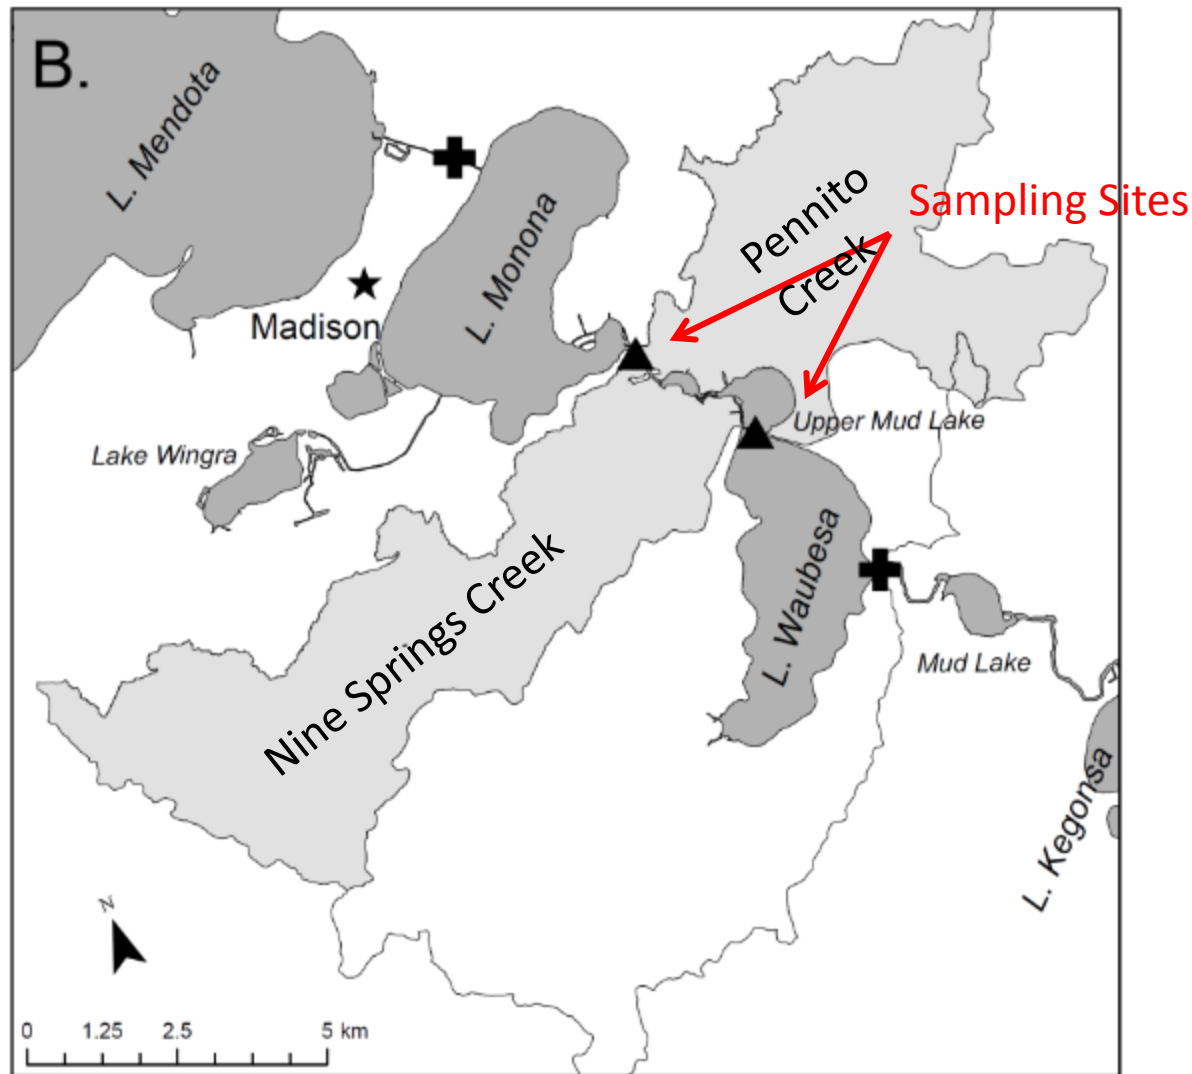 B.
L. Mendota
L. Monona
Pennito
Creek
Sampling Sites
Madison
Lake Wingra
Upper Mud Lake
Nine Springs Creek
L. Waubesa
Mud Lake
L. Kegonsa
N
0 1.25 2.5 5 km